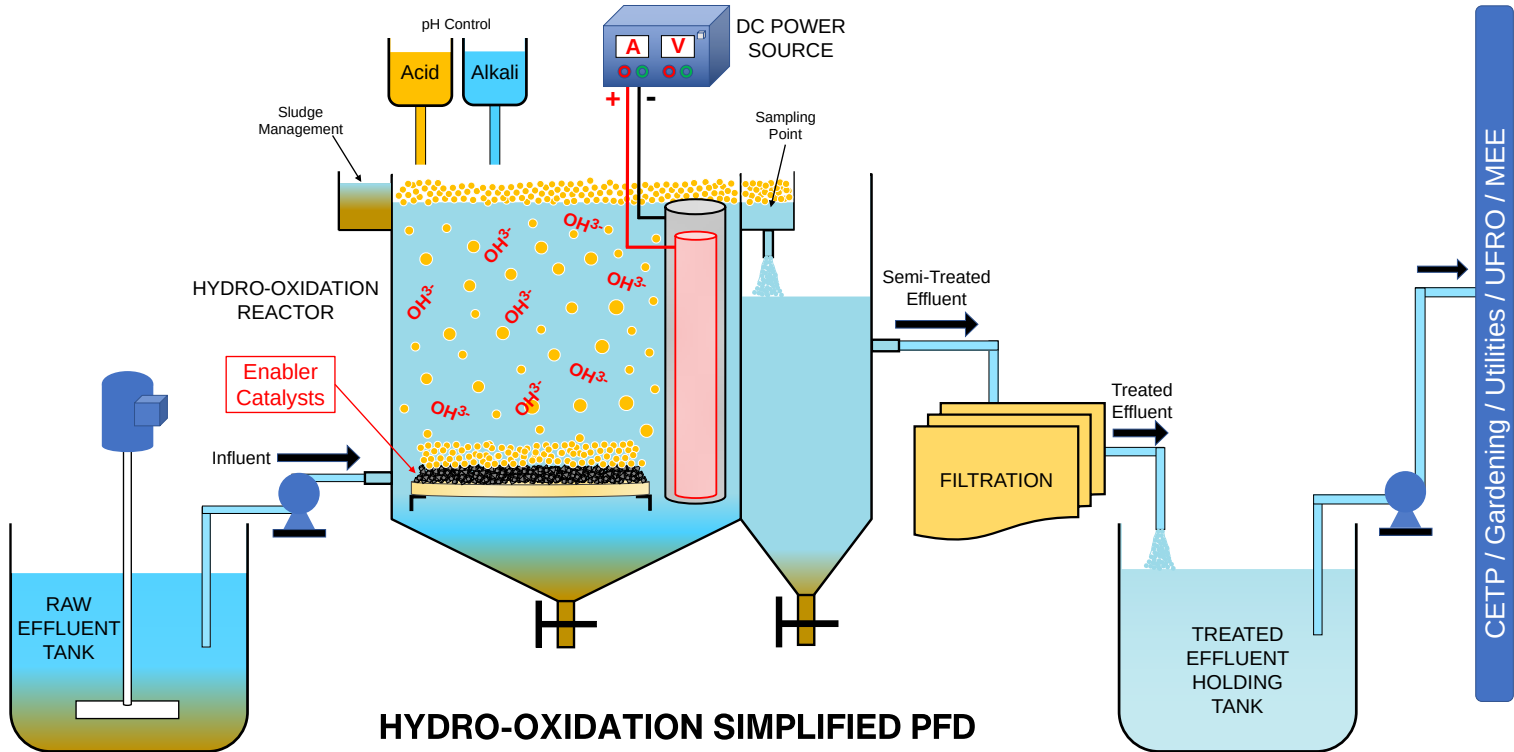 pH Control
Acid
Alkali
A
V
DC POWER
SOURCE
+
-
Sludge
Management
Sampling
Point
OH3-
OH3-
OH3-
OH3-
OH3-
OH3-
OH3-
OH3-
HYDRO-OXIDATION
REACTOR
Enabler
Catalysts
Influent
Semi-Treated
Effluent
Treated
Effluent
FILTRATION
RAW
EFFLUENT
TANK
TREATED
EFFLUENT
HOLDING
TANK
CETP / Gardening / Utilities / UFRO / MEE
HYDRO-OXIDATION SIMPLIFIED PFD